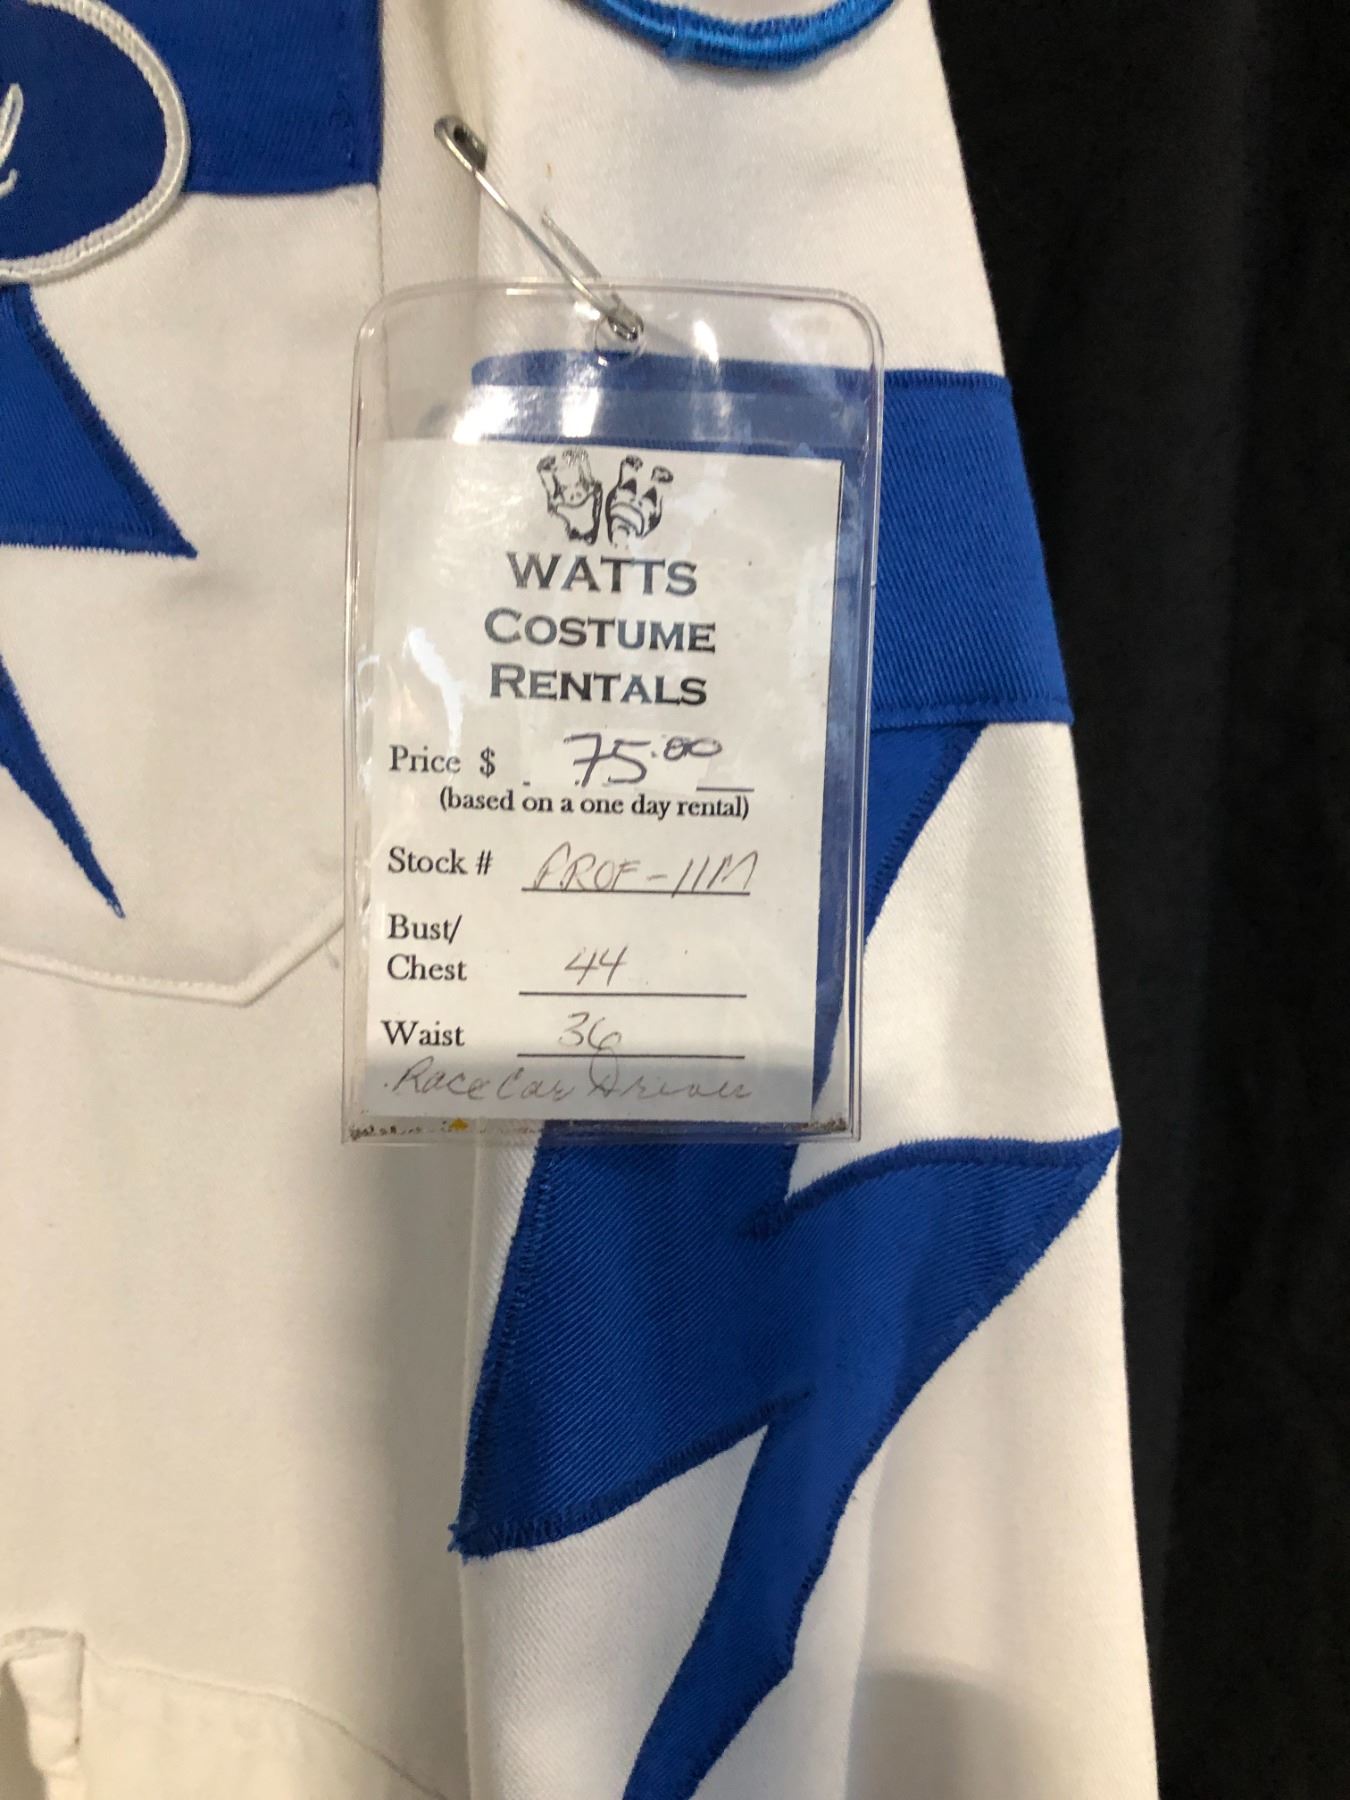 WATTS
COSTUME
RENTALS
Price $ 75.00
(based on a one day rental)
Stock # PROF-11M
Bust/
Chest 44
Waist 36
Race Car Driver